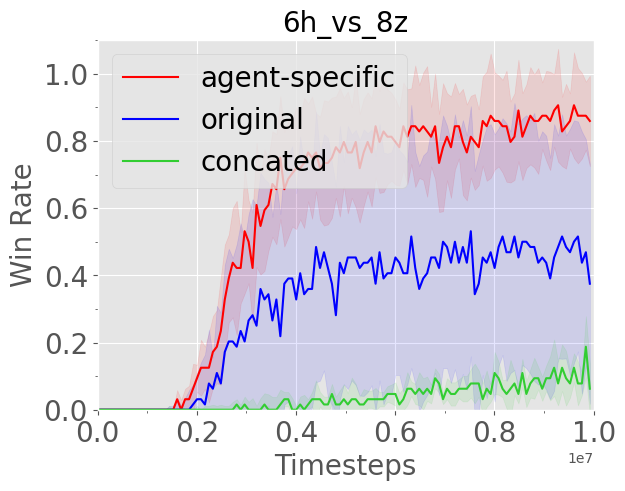 6h_vs_8z
agent-specific
original
concated
Win Rate
1.0
0.8
0.6
0.4
0.2
0.0
0.0 0.2 0.4 0.6 0.8 1.0
Timesteps
1e7